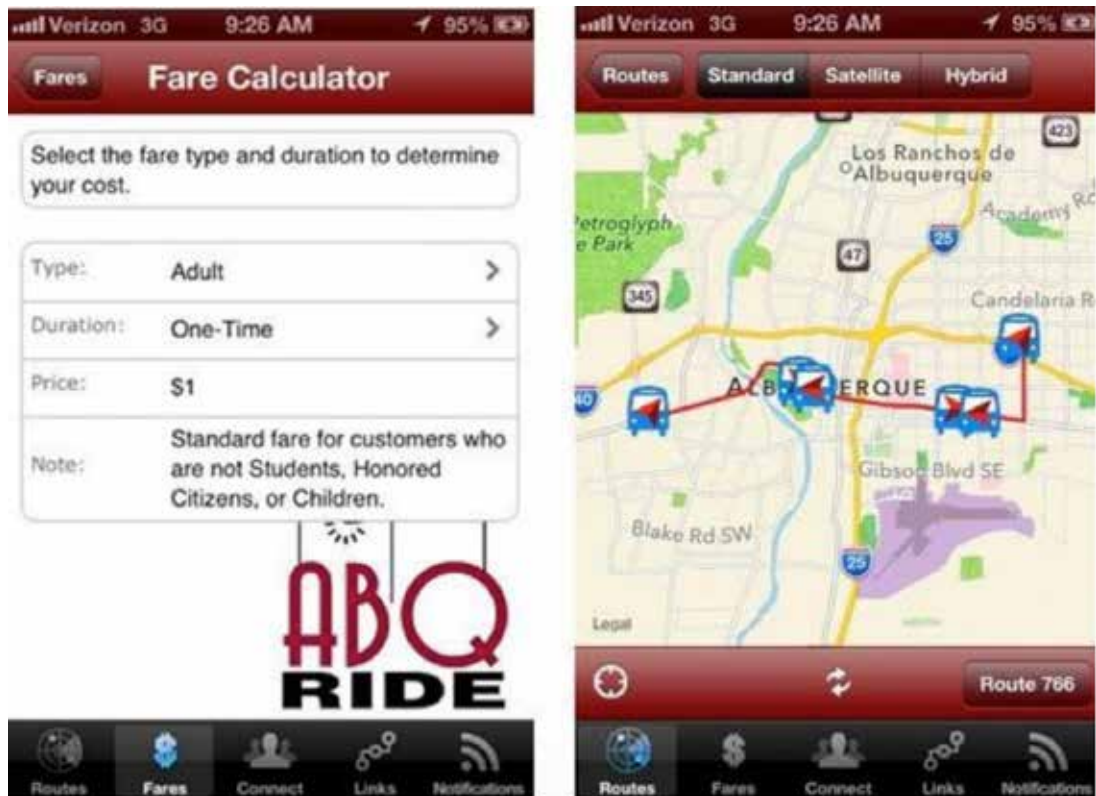 Verizon 3G 9:26 AM 95%
Fares Fare Calculator
Select the fare type and duration to determine
your cost.
Type: Adult
Duration: One-Time
Price: $1
Note: Standard fare for customers who
are not Students, Honored
Citizens, or Children.
ABQ
RIDE
Routes Fares Connect Links Notifications
Verizon 3G 9:26 AM 95%
Routes Standard Satellite Hybrid
423
Los Ranchos de
Albuquerque
Academy
Petroglyph
Park
25
47
345
Candelaria R
ALB ERQUE
40
Gibson Blvd SE
Blake Rd SW
25
Legal
Route 766
Routes Fares Connect Links Notifications